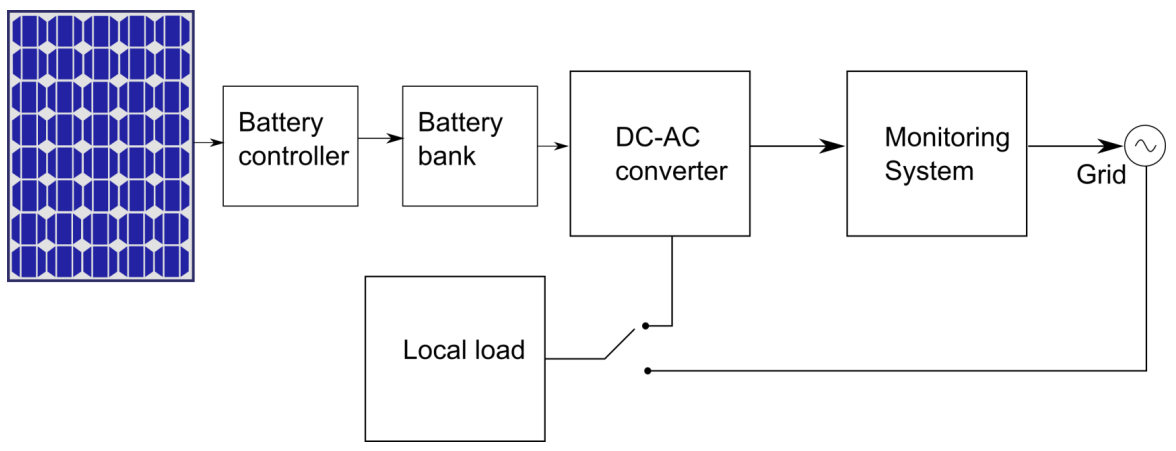 Battery
controller
Battery
bank
DC-AC
converter
Monitoring
System
Grid
Local load